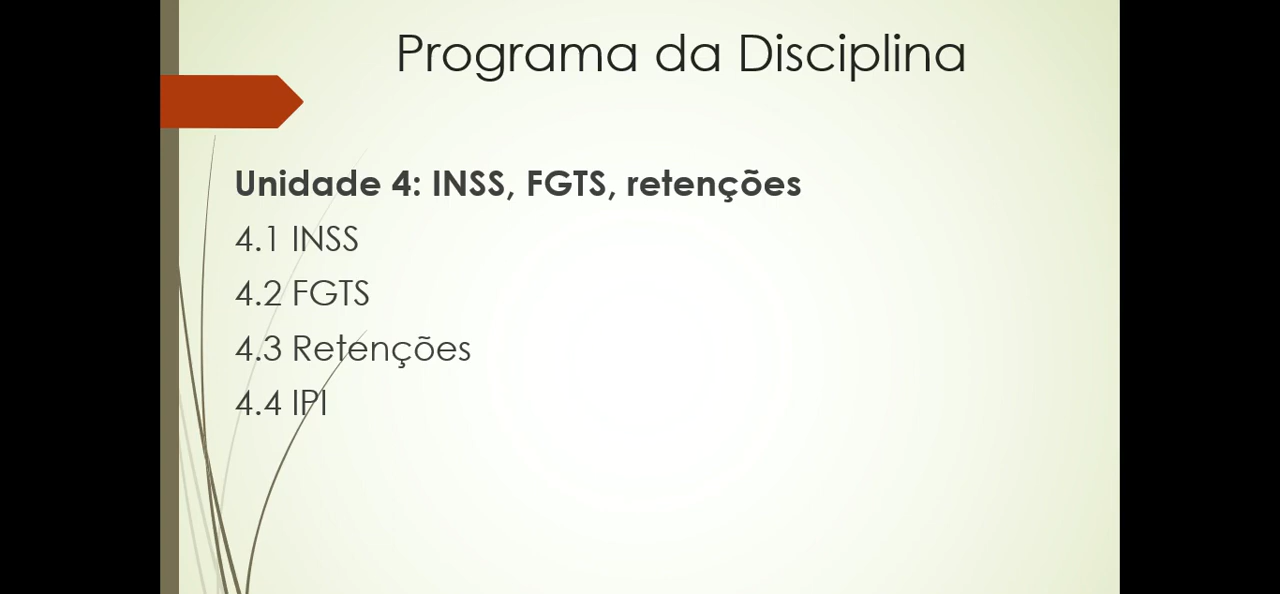 Programa da Disciplina
Unidade 4: INSS, FGTS, retenções
4.1 INSS
4.2 FGTS
4.3 Retenções
4.4 IPI